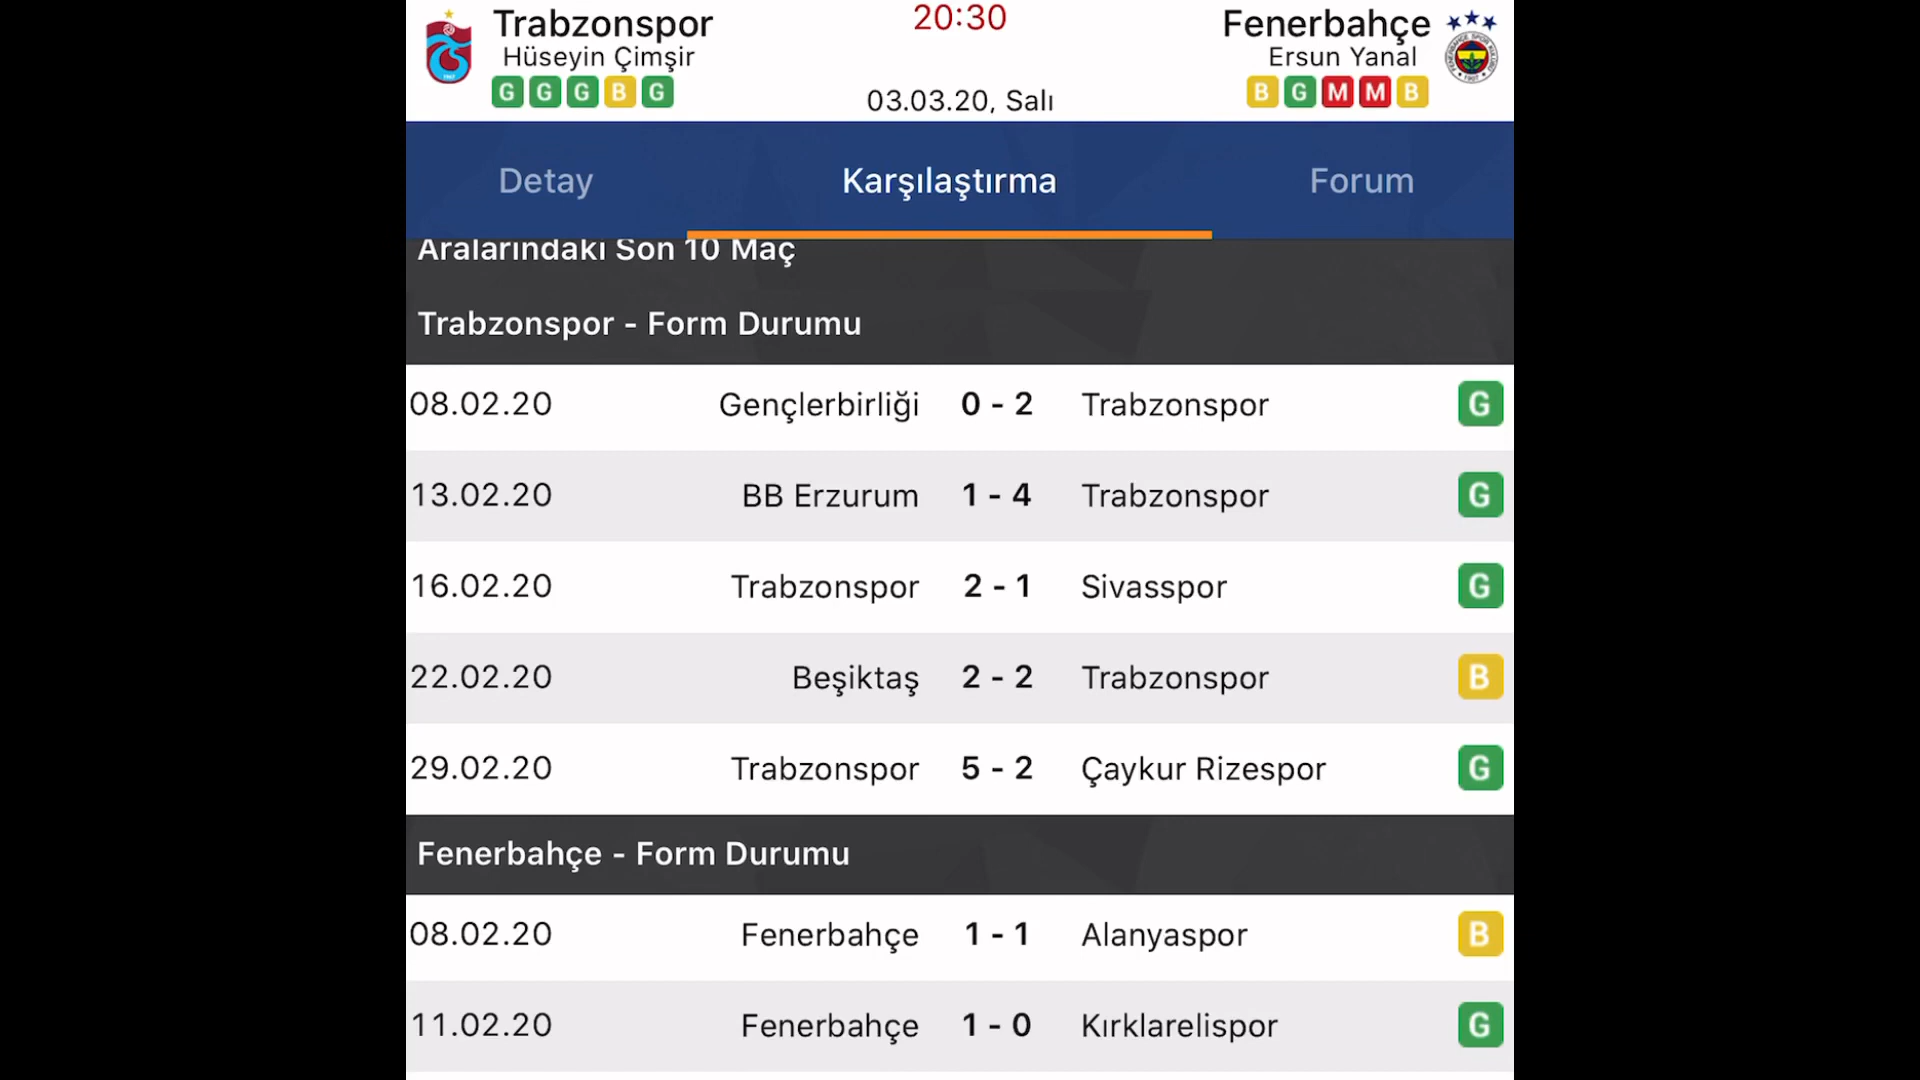 Trabzonspor
Hüseyin Çimşir
G G G B G
20:30
03.03.20, Salı
Fenerbahçe
Ersun Yanal
B G M M B
Detay Karşılaştırma Forum
Aralarındaki Son 10 Maç
Trabzonspor - Form Durumu
08.02.20 Gençlerbirliği 0 - 2 Trabzonspor G
13.02.20 BB Erzurum 1 - 4 Trabzonspor G
16.02.20 Trabzonspor 2 - 1 Sivasspor G
22.02.20 Beşiktaş 2 - 2 Trabzonspor B
29.02.20 Trabzonspor 5 - 2 Çaykur Rizespor G
Fenerbahçe - Form Durumu
08.02.20 Fenerbahçe 1 - 1 Alanyaspor B
11.02.20 Fenerbahçe 1 - 0 Kırklarelispor G